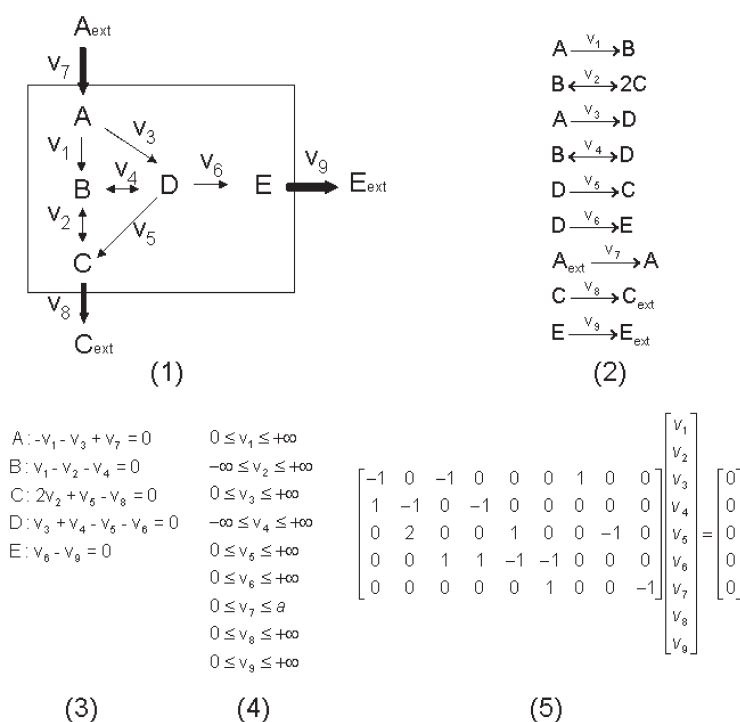 A_ext
v_7
A
v_1 v_3
B v_4 D v_6 E v_9 E_ext
v_2 v_5
C
v_8
C_ext
(1)
A —v_1→ B
B ←v_2→ 2C
A —v_3→ D
B ←v_4→ D
D —v_5→ C
D —v_6→ E
A_ext —v_7→ A
C —v_8→ C_ext
E —v_9→ E_ext
(2)
A: -v_1 - v_3 + v_7 = 0
B: v_1 - v_2 - v_4 = 0
C: 2v_2 + v_5 - v_8 = 0
D: v_3 + v_4 - v_5 - v_6 = 0
E: v_6 - v_9 = 0
(3)
0 ≤ v_1 ≤ +∞
-∞ ≤ v_2 ≤ +∞
0 ≤ v_3 ≤ +∞
-∞ ≤ v_4 ≤ +∞
0 ≤ v_5 ≤ +∞
0 ≤ v_6 ≤ +∞
0 ≤ v_7 ≤ a
0 ≤ v_8 ≤ +∞
0 ≤ v_9 ≤ +∞
(4)
-1 0 -1 0 0 0 1 0 0
1 -1 0 -1 0 0 0 0 0
0 2 0 0 1 0 0 -1 0
0 0 1 1 -1 -1 0 0 0
0 0 0 0 0 1 0 0 -1
v_1
v_2
v_3
v_4
v_5
v_6
v_7
v_8
v_9
=
0
0
0
0
0
(5)